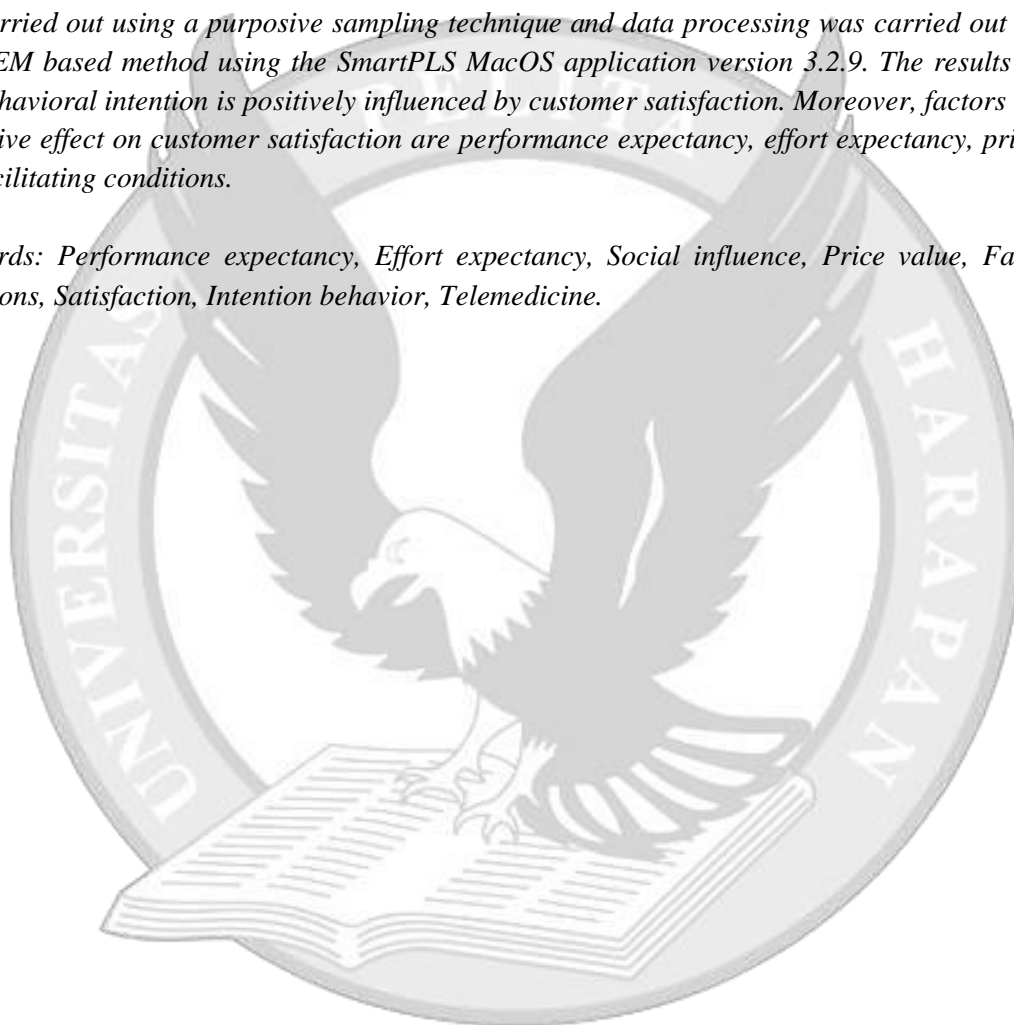 rried out using a purposive sampling technique and data processing was carried out
EM based method using the SmartPLS MacOS application version 3.2.9. The results
havioral intention is positively influenced by customer satisfaction. Moreover, factors
ive effect on customer satisfaction are performance expectancy, effort expectancy, pri
cilitating conditions.
rds: Performance expectancy, Effort expectancy, Social influence, Price value, Fa
ons, Satisfaction, Intention behavior, Telemedicine.
UNIVERSITAS PELITA HARAPAN